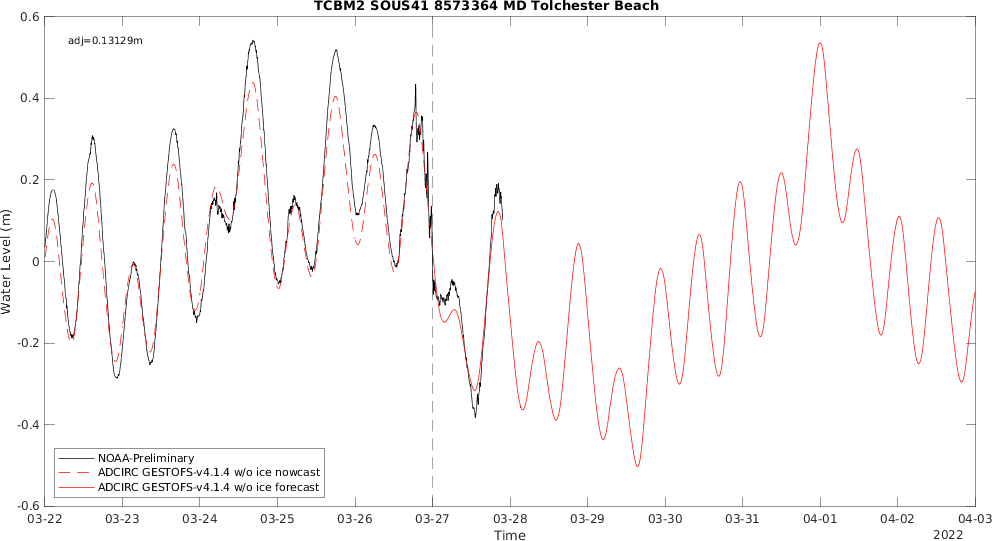 TCBM2 SOUS41 8573364 MD Tolchester Beach
adj=0.13129m
0.6
0.4
0.2
0
-0.2
-0.4
-0.6
Water Level (m)
NOAA-Preliminary
ADCIRC GESTOFS-v4.1.4 w/o ice nowcast
ADCIRC GESTOFS-v4.1.4 w/o ice forecast
03-22 03-23 03-24 03-25 03-26 03-27 03-28 03-29 03-30 03-31 04-01 04-02 04-03
Time
2022